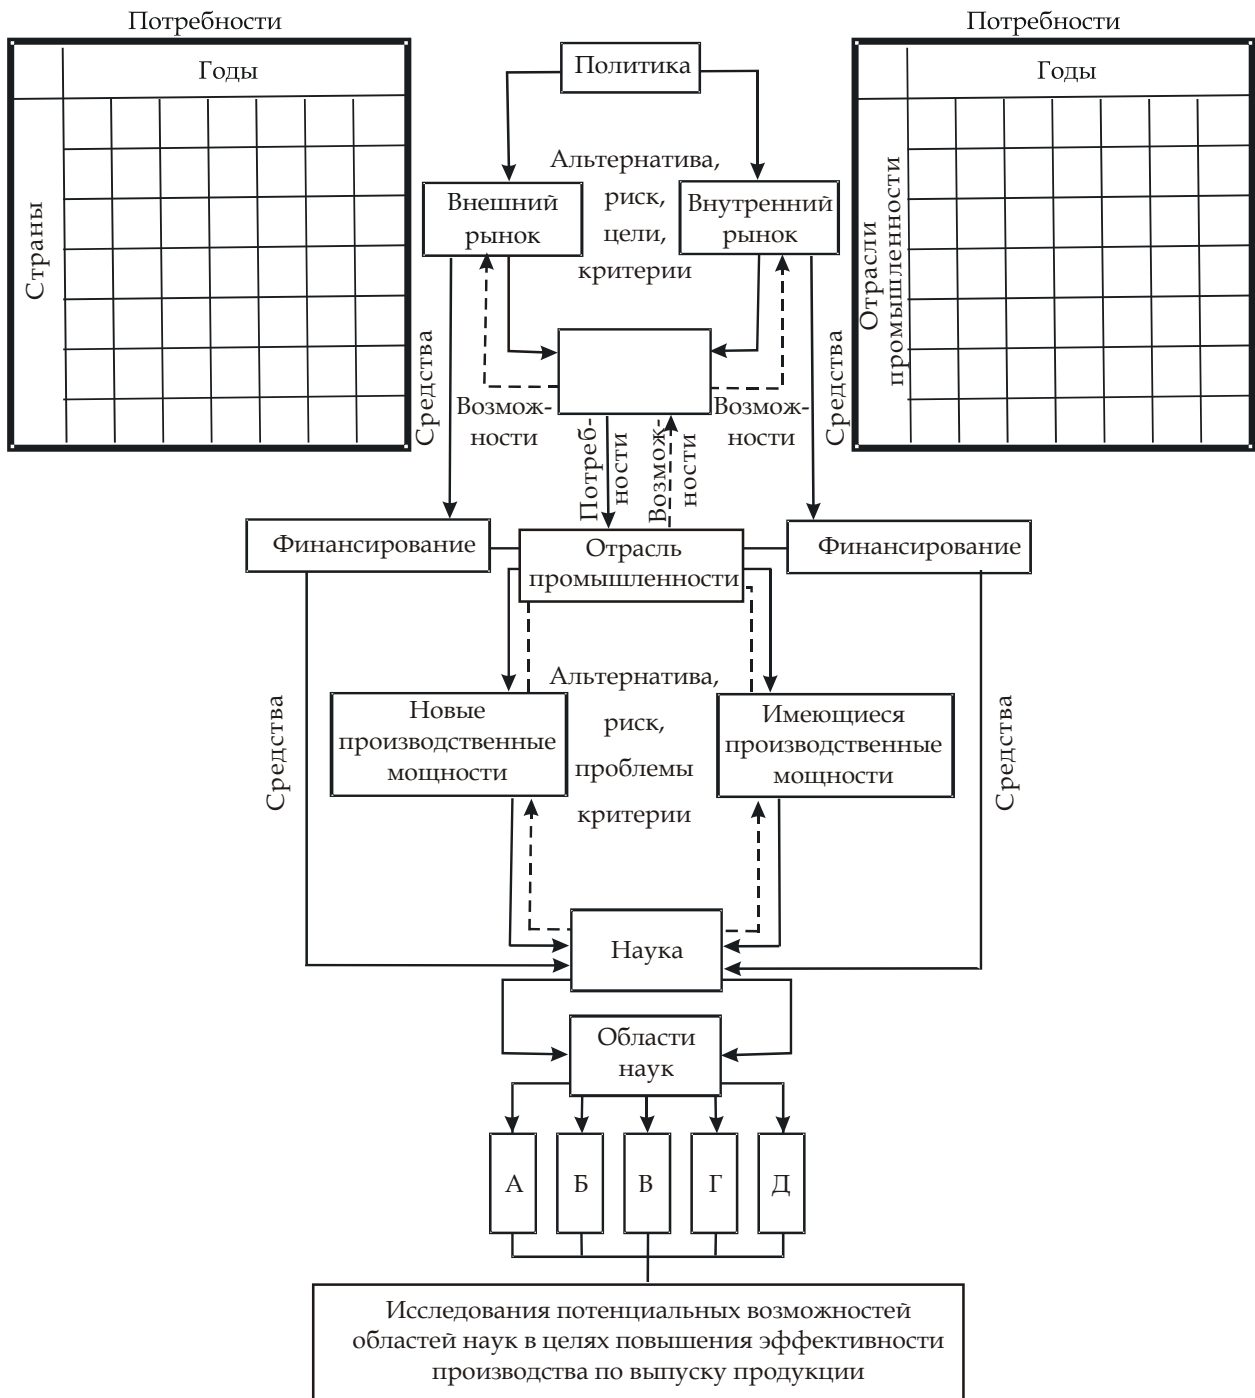 Потребности
Потребности
Годы
Страны
Политика
Годы
Отрасли
промышленности
Альтернатива,
риск,
цели,
критерии
Внешний
рынок
Внутренний
рынок
Средства
Средства
Возмож-
ности
Возмож-
ности
Потреб-
ности
Возмож-
ности
Финансирование
Отрасль
промышленности
Финансирование
Средства
Средства
Альтернатива,
риск,
проблемы
критерии
Новые
производственные
мощности
Имеющиеся
производственные
мощности
Наука
Области
наук
А
Б
В
Г
Д
Исследования потенциальных возможностей
областей наук в целях повышения эффективности
производства по выпуску продукции